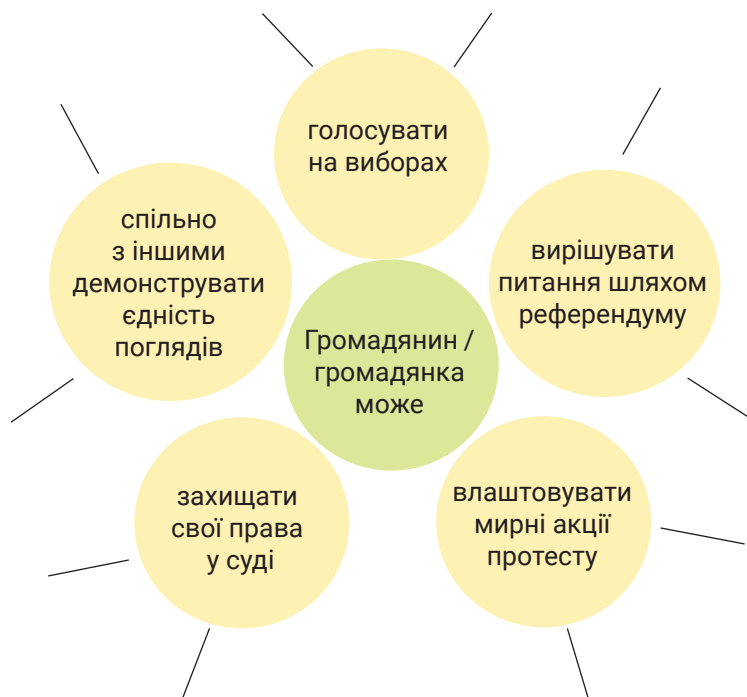 голосувати
на виборах
спільно
з іншими
демонструвати
єдність
поглядів
вирішувати
питання шляхом
референдуму
Громадянин /
громадянка
може
захищати
свої права
у суді
влаштовувати
мирні акції
протесту